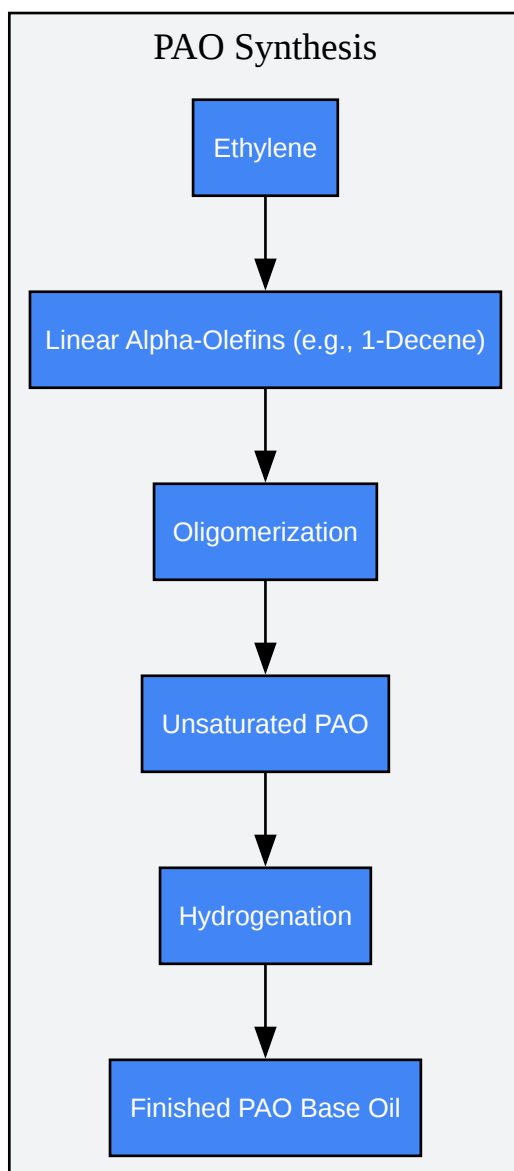 PAO Synthesis
Ethylene
Linear Alpha-Olefins (e.g., 1-Decene)
Oligomerization
Unsaturated PAO
Hydrogenation
Finished PAO Base Oil